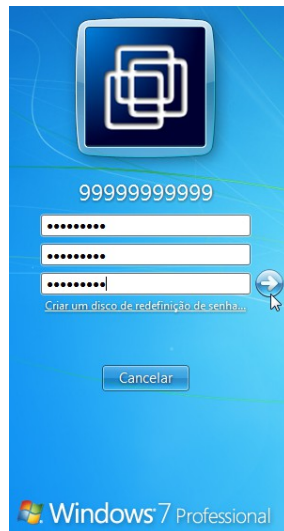 99999999999
•••••••••
•••••••••
•••••••••
Criar um disco de redefinição de senha...
Cancelar
Windows 7 Professional